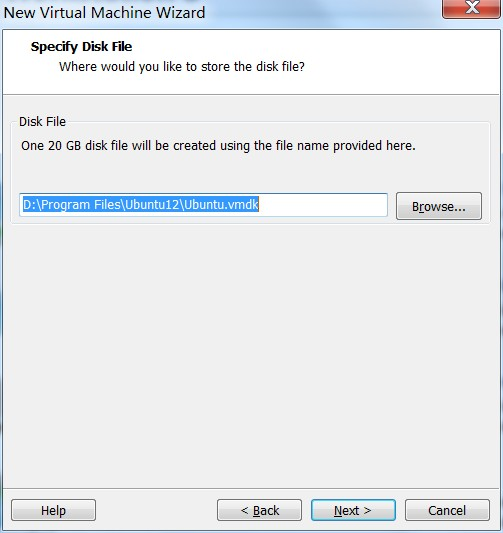 New Virtual Machine Wizard
Specify Disk File
Where would you like to store the disk file?
Disk File
One 20 GB disk file will be created using the file name provided here.
D:\Program Files\Ubuntu12\Ubuntu.vmdk
Browse...
Help
< Back
Next >
Cancel